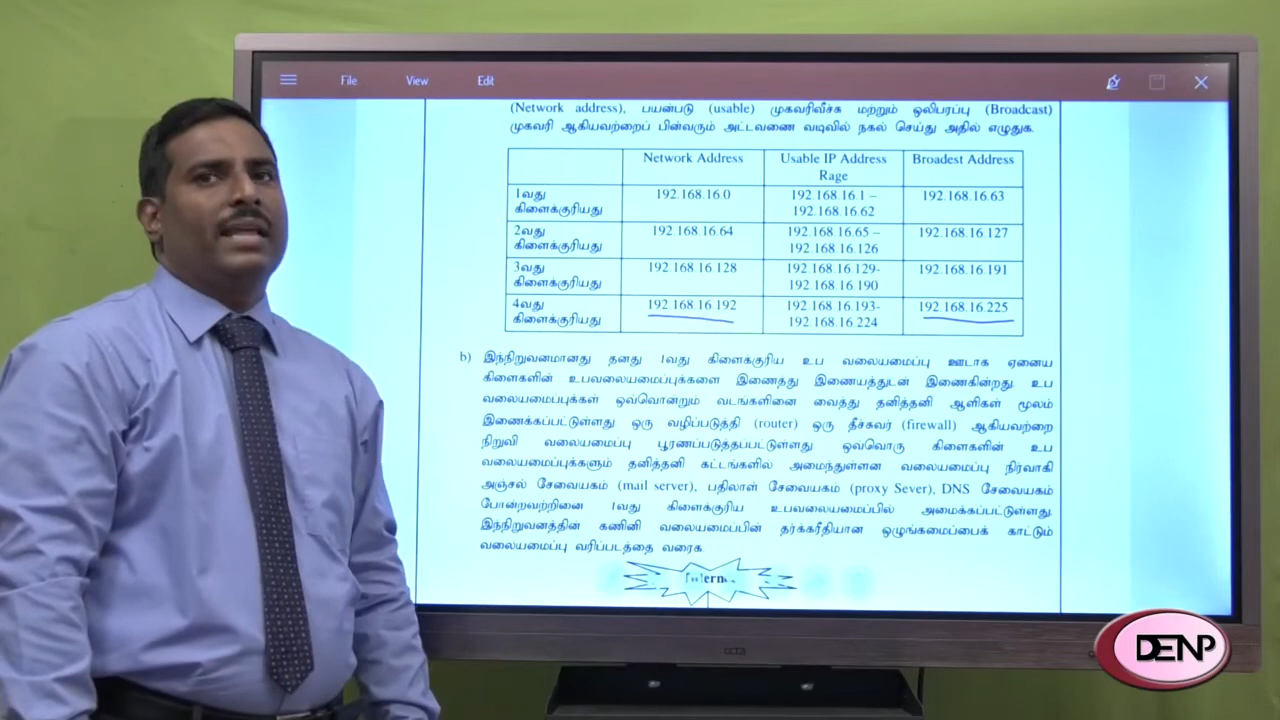 File View Edit
(Network address), பயன்படு (usable) முகவரிவீச்சு மற்றும் ஒலிபரப்பு (Broadcast)
முகவரி ஆகியவற்றைப் பின்வரும் அட்டவணை வடிவில் நகல் செய்து அதில் எழுதுக.
Network Address Usable IP Address Broadest Address
Rage
1வது 192.168.16.0 192.168.16.1 – 192.168.16.63
கிளைக்குரியது 192.168.16.62
2வது 192.168.16.64 192.168.16.65 – 192.168.16.127
கிளைக்குரியது 192.168.16.126
3வது 192.168.16.128 192.168.16.129- 192.168.16.191
கிளைக்குரியது 192.168.16.190
4வது 192.168.16.192 192.168.16.193- 192.168.16.225
கிளைக்குரியது 192.168.16.224
b) இந்நிறுவனமானது தனது 1வது கிளைக்குரிய உப வலையமைப்பு ஊடாக ஏனைய
கிளைகளின் உபவலையமைப்புக்களை இணைத்து இணையத்துடன் இணைகின்றது. உப
வலையமைப்புக்கள் ஒவ்வொன்றும் வடங்களினை வைத்து தனித்தனி ஆளிகள் மூலம்
இணைக்கப்பட்டுள்ளது ஒரு வழிப்படுத்தி (router) ஒரு தீச்சுவர் (firewall) ஆகியவற்றை
நிறுவி வலையமைப்பு பூரணப்படுத்தபபட்டுள்ளது ஒவ்வொரு கிளைகளின் உப
வலையமைப்புக்களும் தனித்தனி கட்டங்களில் அமைந்துள்ளன வலையமைப்பு நிர்வாகி
அஞ்சல் சேவையகம் (mail server), பதிலாள் சேவையகம் (proxy Sever), DNS சேவையகம்
போன்றவற்றினை 1வது கிளைக்குரிய உபவலையமைப்பில் அமைக்கப்பட்டுள்ளது.
இந்நிறுவனத்தின் கணினி வலையமைப்பின் தர்க்கரீதியான ஒழுங்கமைப்பைக் காட்டும்
வலையமைப்பு வரிப்படத்தை வரைக.
DENP